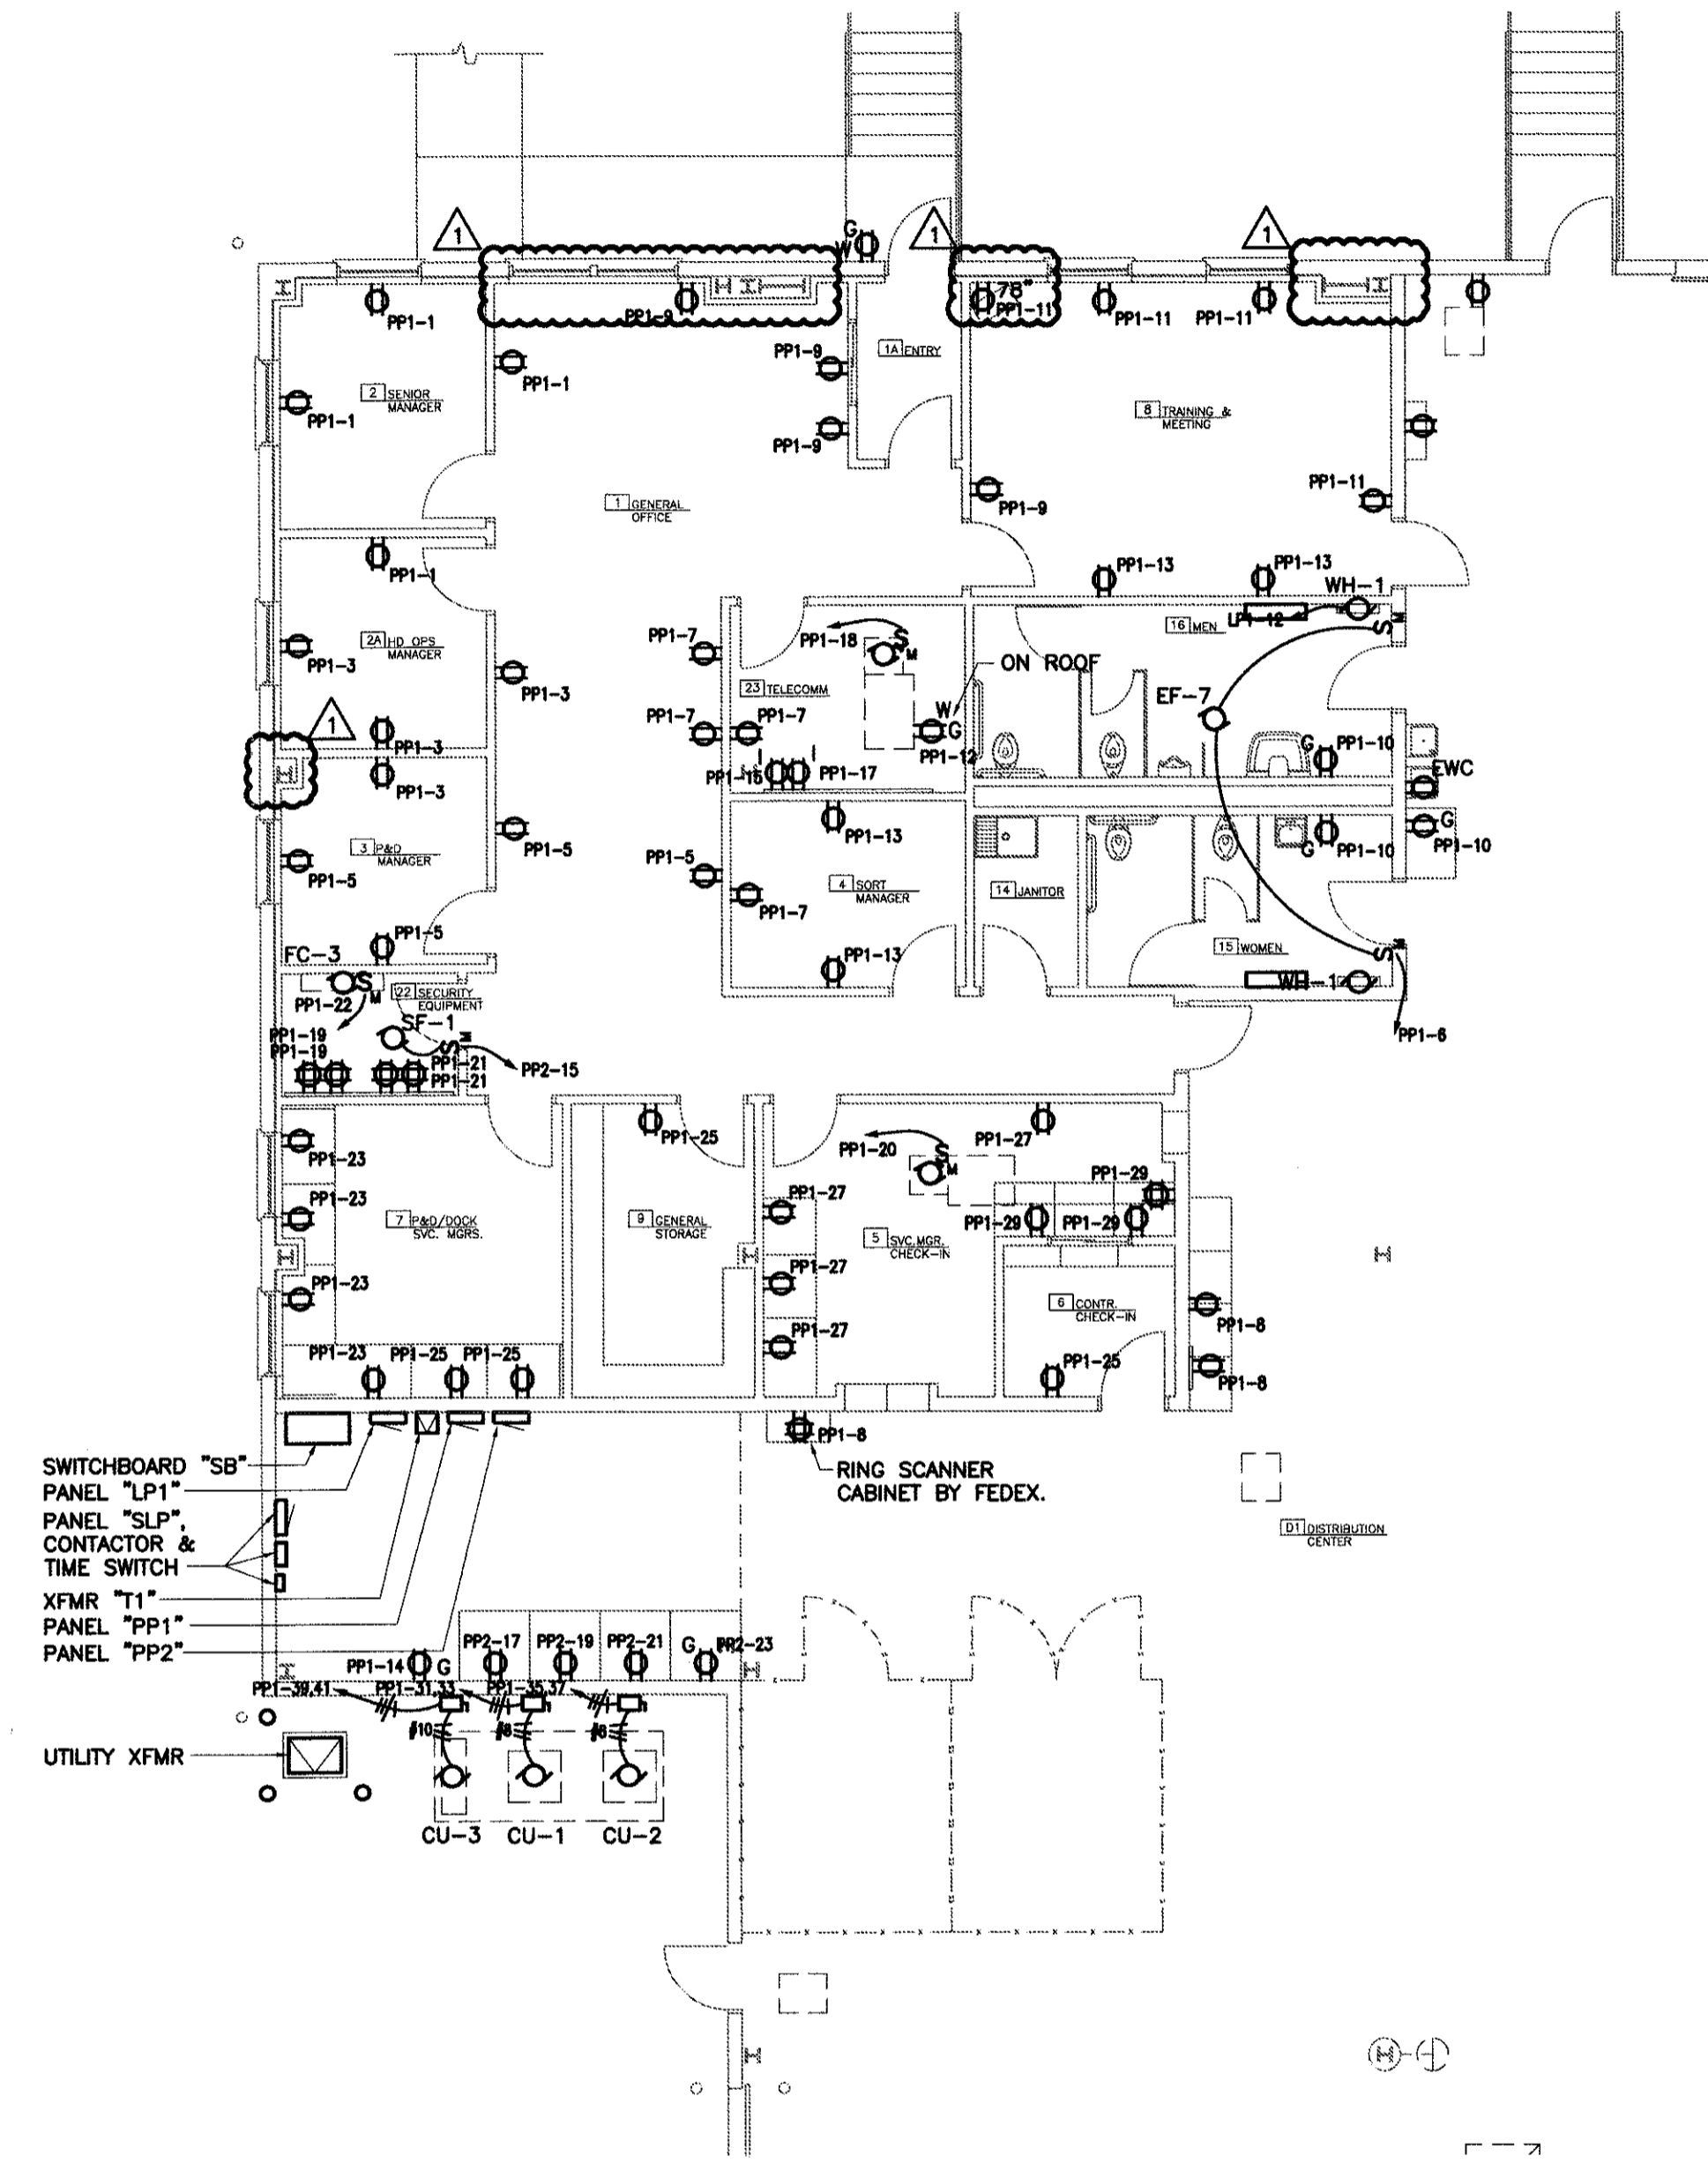 1
1
1
G
W
78"
PP1-1
PP1-9
PP1-11
PP1-11
PP1-11
PP1-9
1A ENTRY
PP1-1
2 SENIOR
MANAGER
PP1-1
8 TRAINING &
MEETING
PP1-9
PP1-11
1 GENERAL
OFFICE
PP1-9
PP1-1
PP1-13
PP1-13
WH-1
LP1-12
M
S
16 MEN
2A HD OPS
MANAGER
PP1-7
PP1-18
S
M
ON ROOF
PP1-3
PP1-3
23 TELECOMM
EF-7
1
PP1-7
PP1-7
W
G
PP1-12
PP1-3
G
PP1-10
PP1-15
PP1-17
EWC
PP1-3
PP1-13
PP1-5
3 P&D
MANAGER
G
PP1-10
G
PP1-10
PP1-5
PP1-5
4 SORT
MANAGER
14 JANITOR
PP1-7
PP1-5
15 WOMEN
M
S
FC-3
PP1-13
WH-1
S
M
PP1-22
22 SECURITY
EQUIPMENT
SF-1
PP1-19
PP1-19
S
M
PP1-21
PP1-21
PP2-15
PP1-6
PP1-25
PP1-20
S
M
PP1-27
PP1-23
PP1-29
PP1-23
PP1-27
PP1-29
PP1-29
7 P&D/DOCK
SVC. MGRS.
9 GENERAL
STORAGE
5 SVC.MGR.
CHECK-IN
PP1-23
PP1-27
6 CONTR.
CHECK-IN
PP1-8
PP1-27
PP1-23
PP1-25
PP1-25
PP1-25
PP1-8
PP1-8
SWITCHBOARD "SB"
PANEL "LP1"
PANEL "SLP",
CONTACTOR &
TIME SWITCH
XFMR "T1"
PANEL "PP1"
PANEL "PP2"
RING SCANNER
CABINET BY FEDEX.
D1 DISTRIBUTION
CENTER
PP2-17
PP2-19
PP2-21
G
PP2-23
PP1-14
G
PP1-39,41
PP1-31,33
PP1-35,37
#10
#8
#6
UTILITY XFMR
CU-3
CU-1
CU-2